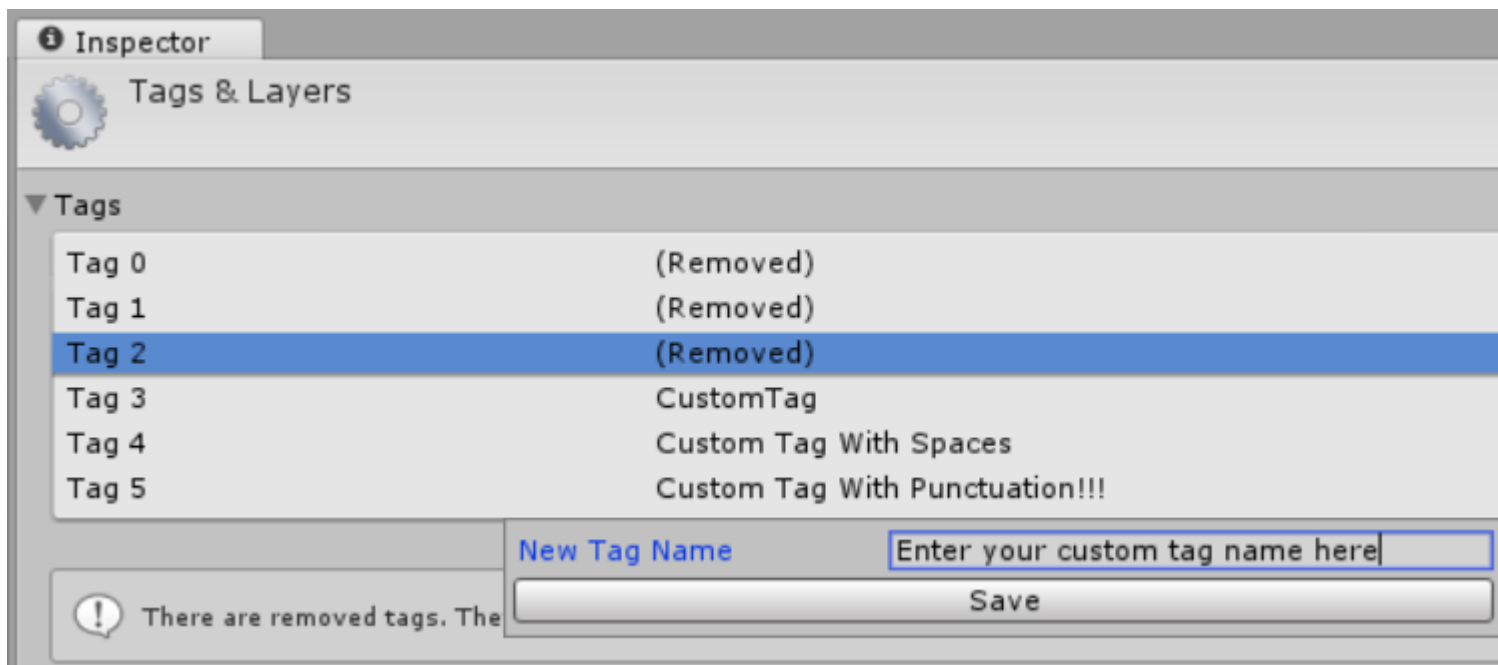 Inspector
Tags & Layers
Tags
Tag 0 (Removed)
Tag 1 (Removed)
Tag 2 (Removed)
Tag 3 CustomTag
Tag 4 Custom Tag With Spaces
Tag 5 Custom Tag With Punctuation!!!
New Tag Name Enter your custom tag name here
Save
There are removed tags. The